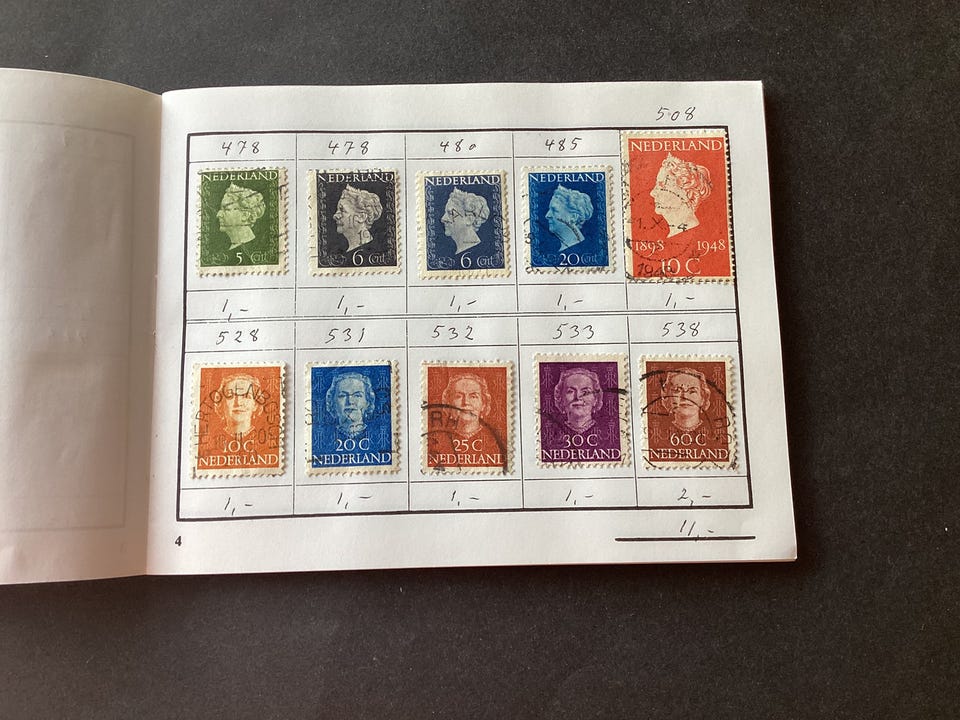 508
478 478 480 485
NEDERLAND NEDERLAND NEDERLAND NEDERLAND NEDERLAND
1898 1948
5 Cent 6 Cent 6 Cent 20 Cent 10 C
1,- 1,- 1,- 1,- 1,-
528 531 532 533 538
HERTOGENBOSCH
10 C 20 C 25 C 30 C 60 C
NEDERLAND NEDERLAND NEDERLAND NEDERLAND NEDERLAND
1,- 1,- 1,- 1,- 2,-
11,-
4